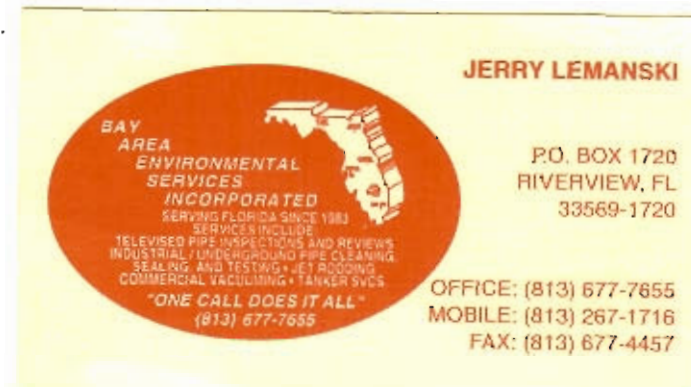 BAY
AREA
ENVIRONMENTAL
SERVICES
INCORPORATED
SERVING FLORIDA SINCE 1983
SERVICES INCLUDE
TELEVISED PIPE INSPECTIONS AND REVIEWS
INDUSTRIAL / UNDERGROUND PIPE CLEANING,
SEALING, AND TESTING • JET RODDING
COMMERCIAL VACUUMING • TANKER SVCS
"ONE CALL DOES IT ALL"
(813) 677-7655
JERRY LEMANSKI
P.O. BOX 1720
RIVERVIEW, FL
33569-1720
OFFICE: (813) 677-7655
MOBILE: (813) 267-1716
FAX: (813) 677-4457